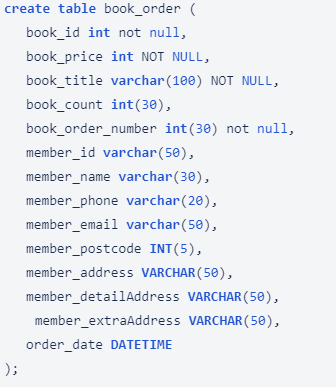 create table book_order (
book_id int not null,
book_price int NOT NULL,
book_title varchar(100) NOT NULL,
book_count int(30),
book_order_number int(30) not null,
member_id varchar(50),
member_name varchar(30),
member_phone varchar(20),
member_email varchar(50),
member_postcode INT(5),
member_address VARCHAR(50),
member_detailAddress VARCHAR(50),
member_extraAddress VARCHAR(50),
order_date DATETIME
);